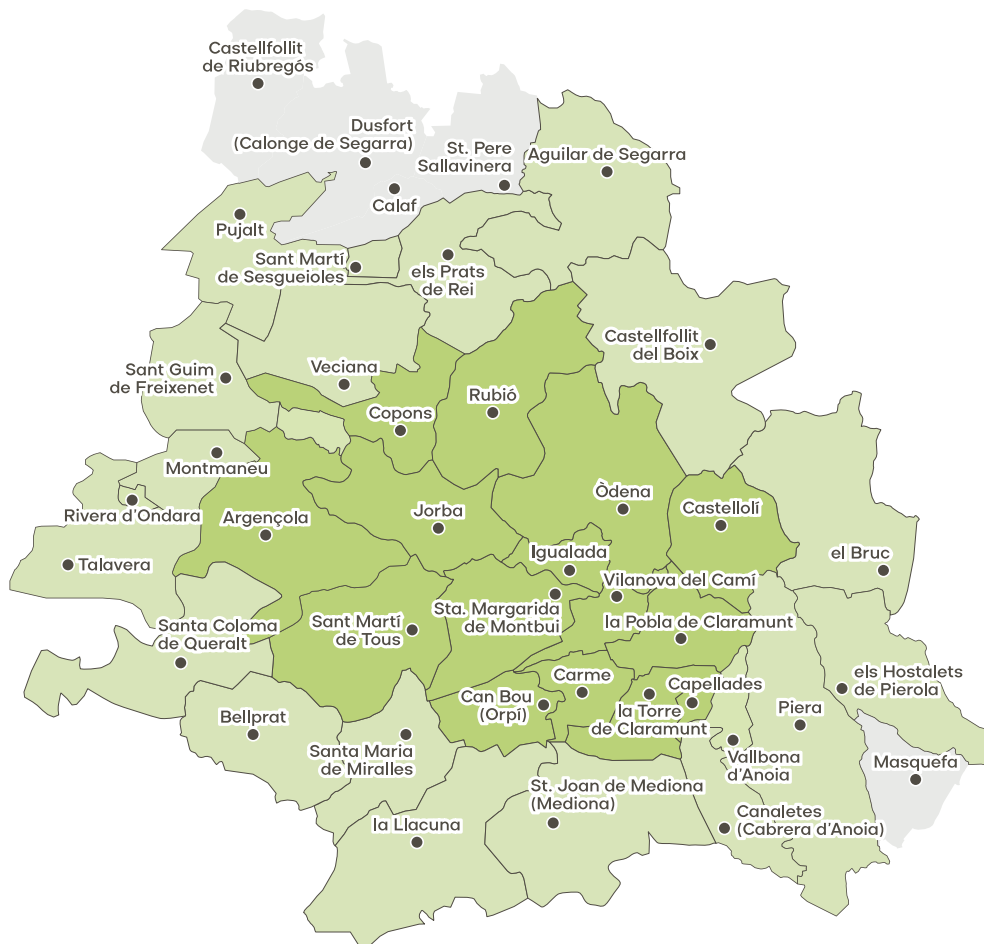 Castellfollit
de Riubregós
Dusfort
(Calonge de Segarra)
St. Pere
Sallavinera
Aguilar de Segarra
Calaf
Pujalt
Sant Martí
de Sesgueioles
els Prats
de Rei
Castellfollit
del Boix
Sant Guim
de Freixenet
Veciana
Rubió
Copons
Montmaneu
Rivera d'Ondara
Argençola
Jorba
Òdena
Castellolí
Igualada
el Bruc
Talavera
Vilanova del Camí
Sta. Margarida
de Montbui
Sant Martí
de Tous
la Pobla de Claramunt
Santa Coloma
de Queralt
Carme
Capellades
els Hostalets
de Pierola
Can Bou
(Orpí)
la Torre
de Claramunt
Piera
Bellprat
Santa Maria
de Miralles
Vallbona
d'Anoia
Masquefa
St. Joan de Mediona
(Mediona)
la Llacuna
Canaletes
(Cabrera d'Anoia)